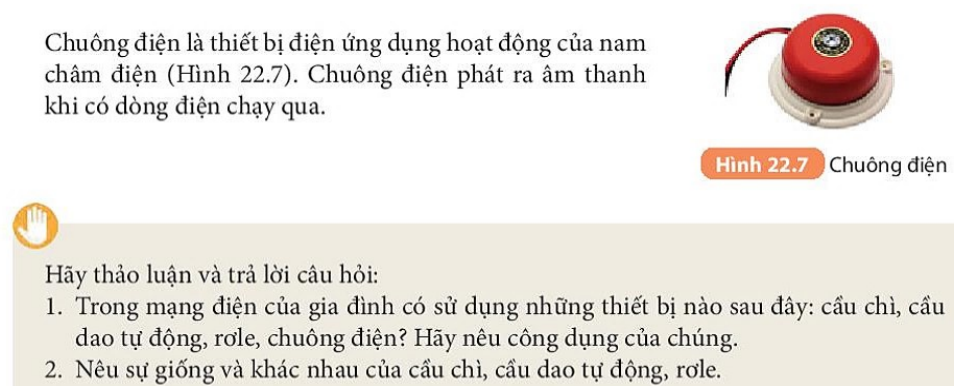 Chuông điện là thiết bị điện ứng dụng hoạt động của nam
châm điện (Hình 22.7). Chuông điện phát ra âm thanh
khi có dòng điện chạy qua.
Hình 22.7 Chuông điện
Hãy thảo luận và trả lời câu hỏi:
1. Trong mạng điện của gia đình có sử dụng những thiết bị nào sau đây: cầu chì, cầu
dao tự động, rơle, chuông điện? Hãy nêu công dụng của chúng.
2. Nêu sự giống và khác nhau của cầu chì, cầu dao tự động, rơle.